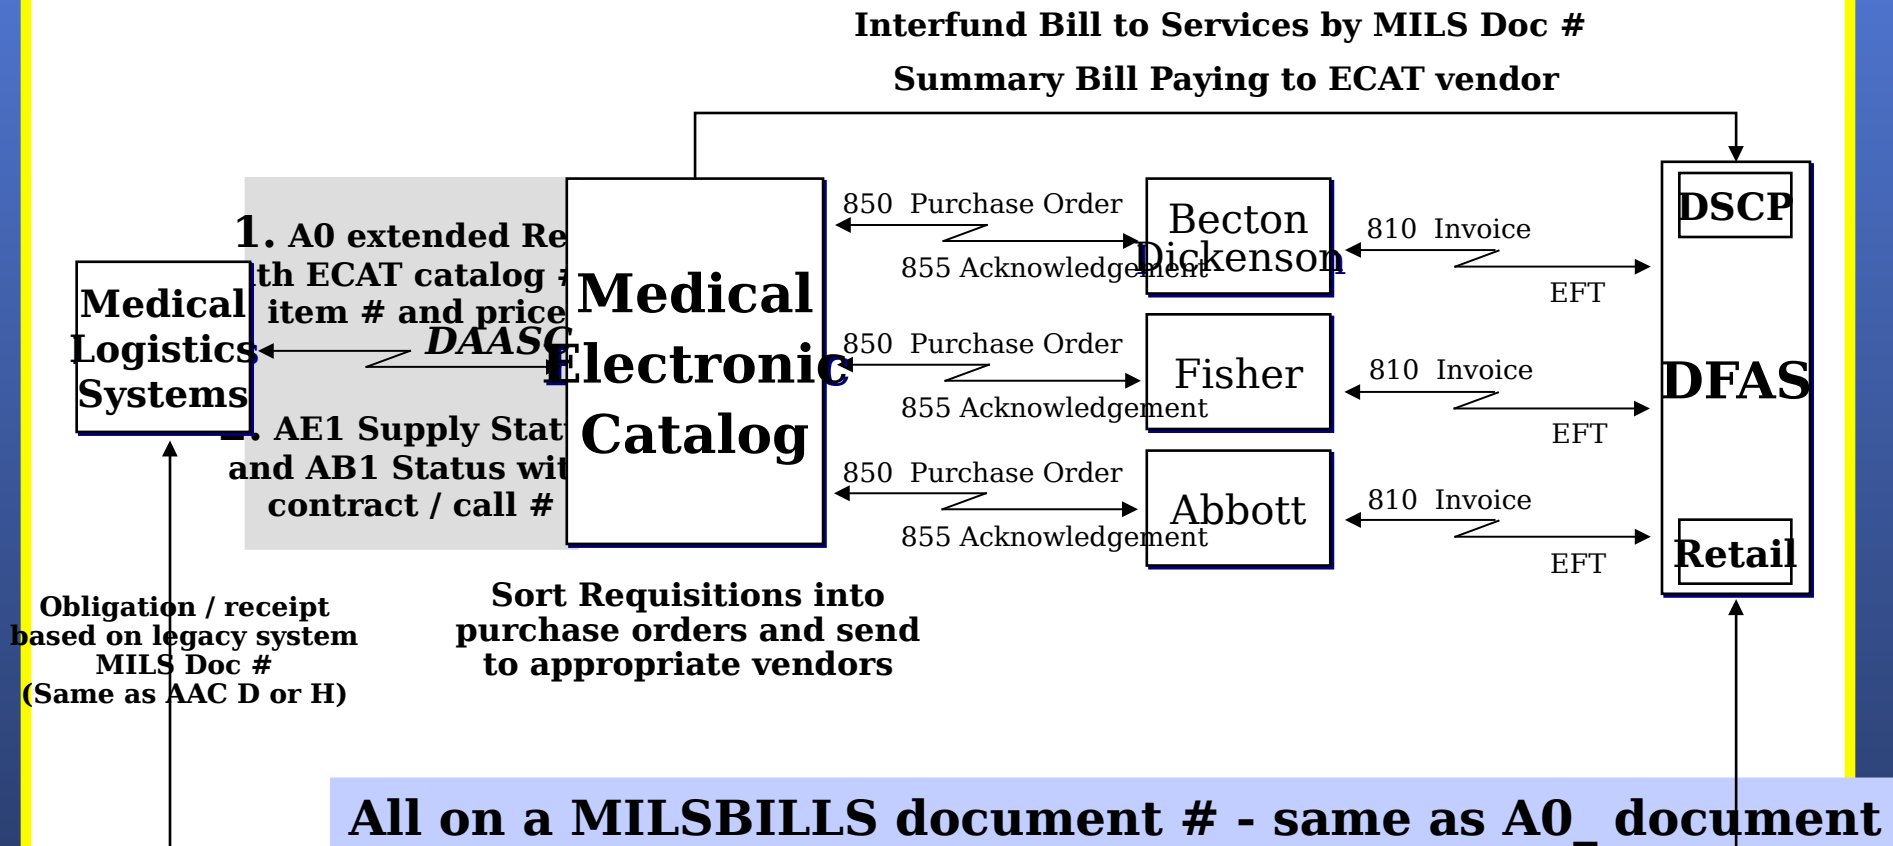 Interfund Bill to Services by MILS Doc #
Summary Bill Paying to ECAT vendor
1. A0 extended Re
th ECAT catalog #
item # and price
DAASC
AE1 Supply Stat
and AB1 Status wit
contract / call #
Medical
Logistics
Systems
Medical
Electronic
Catalog
850 Purchase Order
855 Acknowledgement
850 Purchase Order
855 Acknowledgement
850 Purchase Order
855 Acknowledgement
Becton
Dickenson
Fisher
Abbott
810 Invoice
EFT
810 Invoice
EFT
810 Invoice
EFT
DSCP
DFAS
Retail
Obligation / receipt
based on legacy system
MILS Doc #
(Same as AAC D or H)
Sort Requisitions into
purchase orders and send
to appropriate vendors
All on a MILSBILLS document # - same as A0_ document